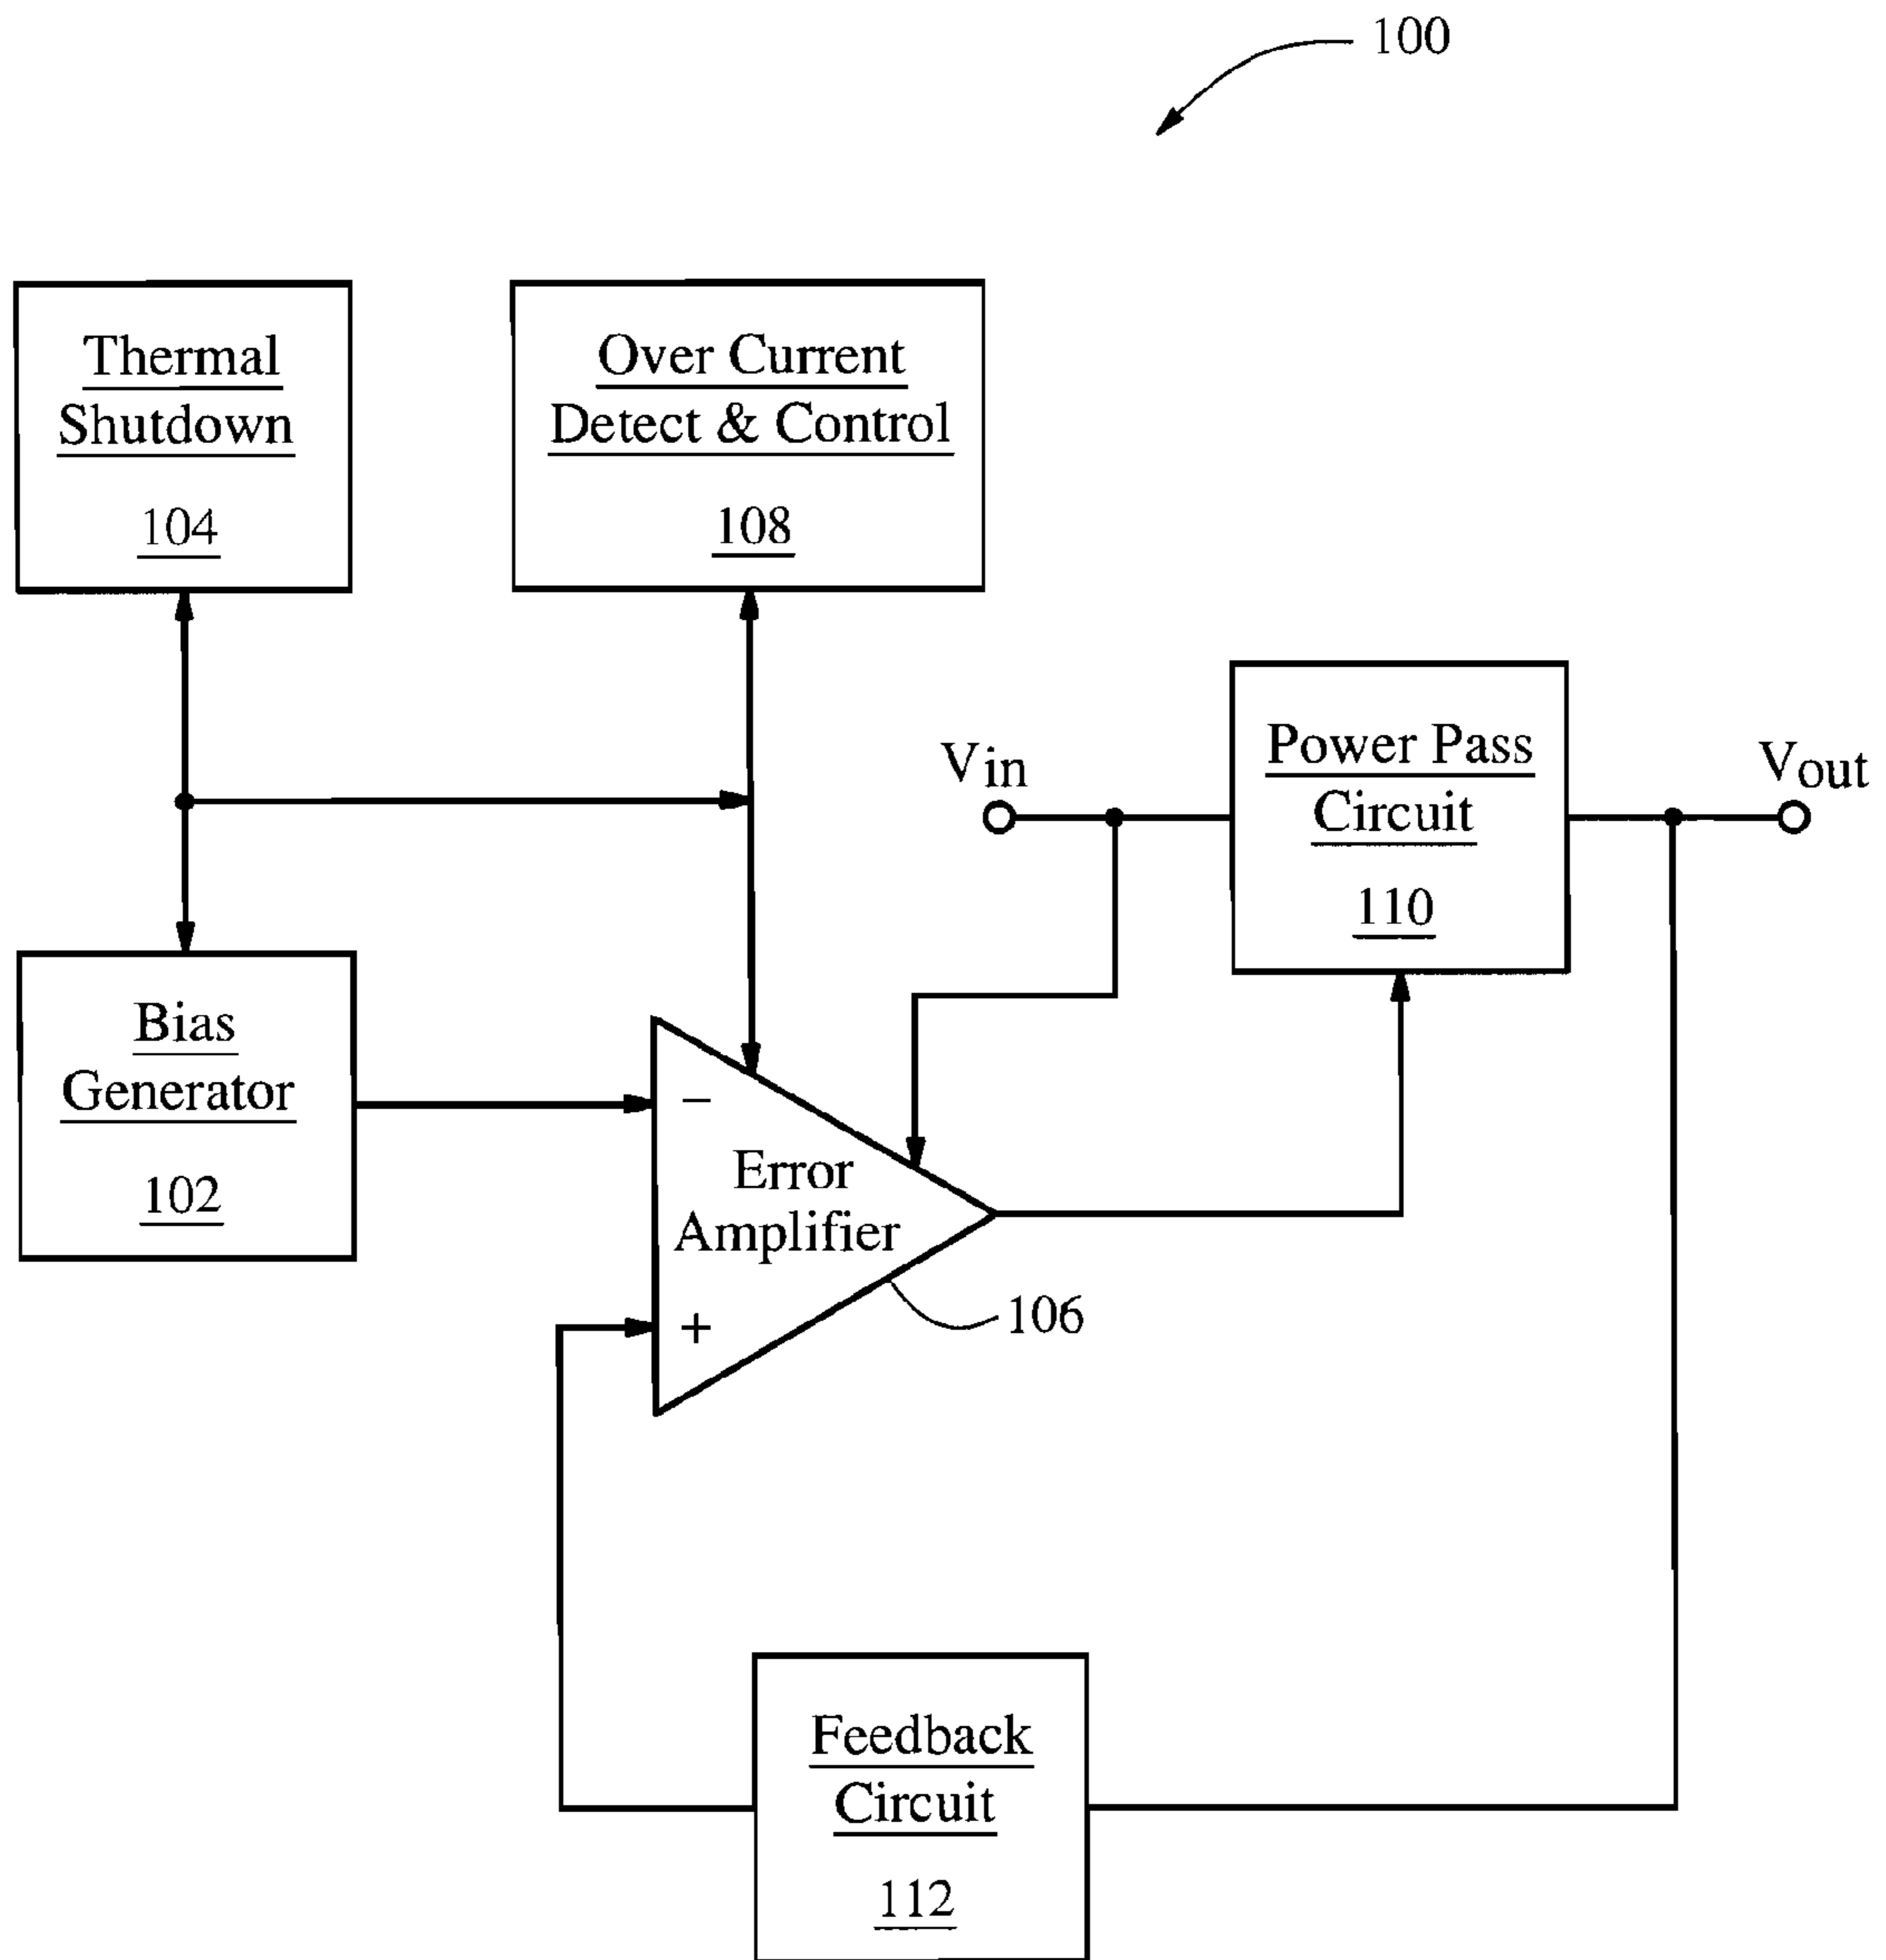 100
Thermal
Shutdown
104
Over Current
Detect & Control
108
Vin
Power Pass
Circuit
110
Vout
Bias
Generator
102
−
Error
Amplifier
+
106
Feedback
Circuit
112